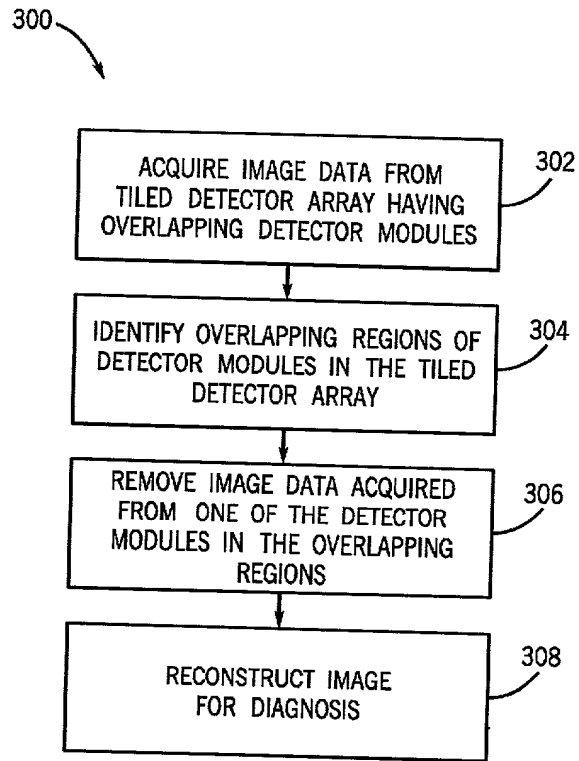 300
ACQUIRE IMAGE DATA FROM
TILED DETECTOR ARRAY HAVING
OVERLAPPING DETECTOR MODULES
302
IDENTIFY OVERLAPPING REGIONS OF
DETECTOR MODULES IN THE TILED
DETECTOR ARRAY
304
REMOVE IMAGE DATA ACQUIRED
FROM ONE OF THE DETECTOR
MODULES IN THE OVERLAPPING
REGIONS
306
RECONSTRUCT IMAGE
FOR DIAGNOSIS
308